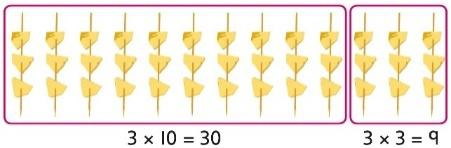 3 × 10 = 30 3 × 3 = 9